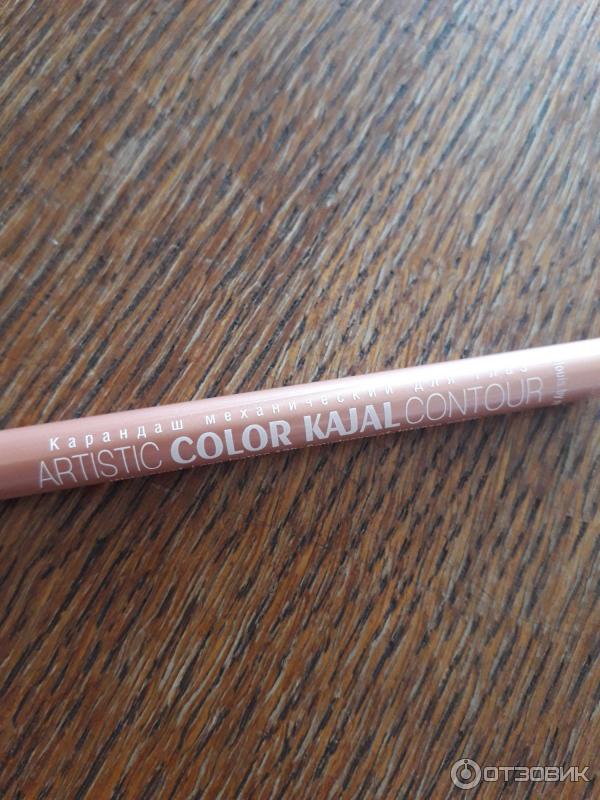 Карандаш механический для глаз
ARTISTIC COLOR KAJAL CONTOUR
ОТЗОВИК